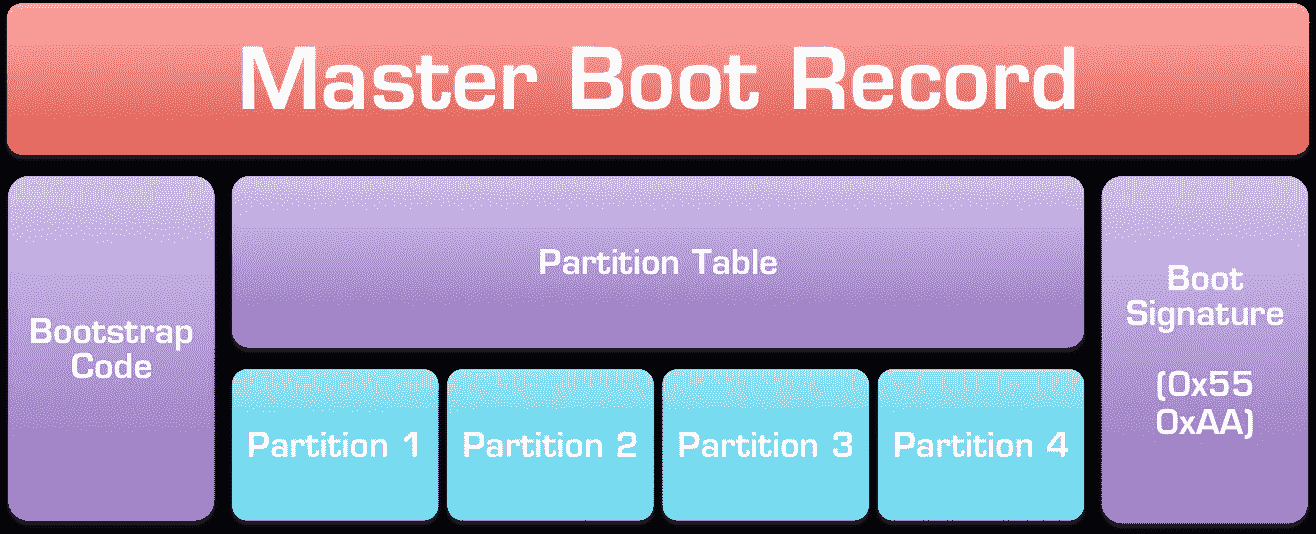 Master Boot Record
Bootstrap
Code
Partition Table
Partition 1
Partition 2
Partition 3
Partition 4
Boot
Signature
(0x55
0xAA)